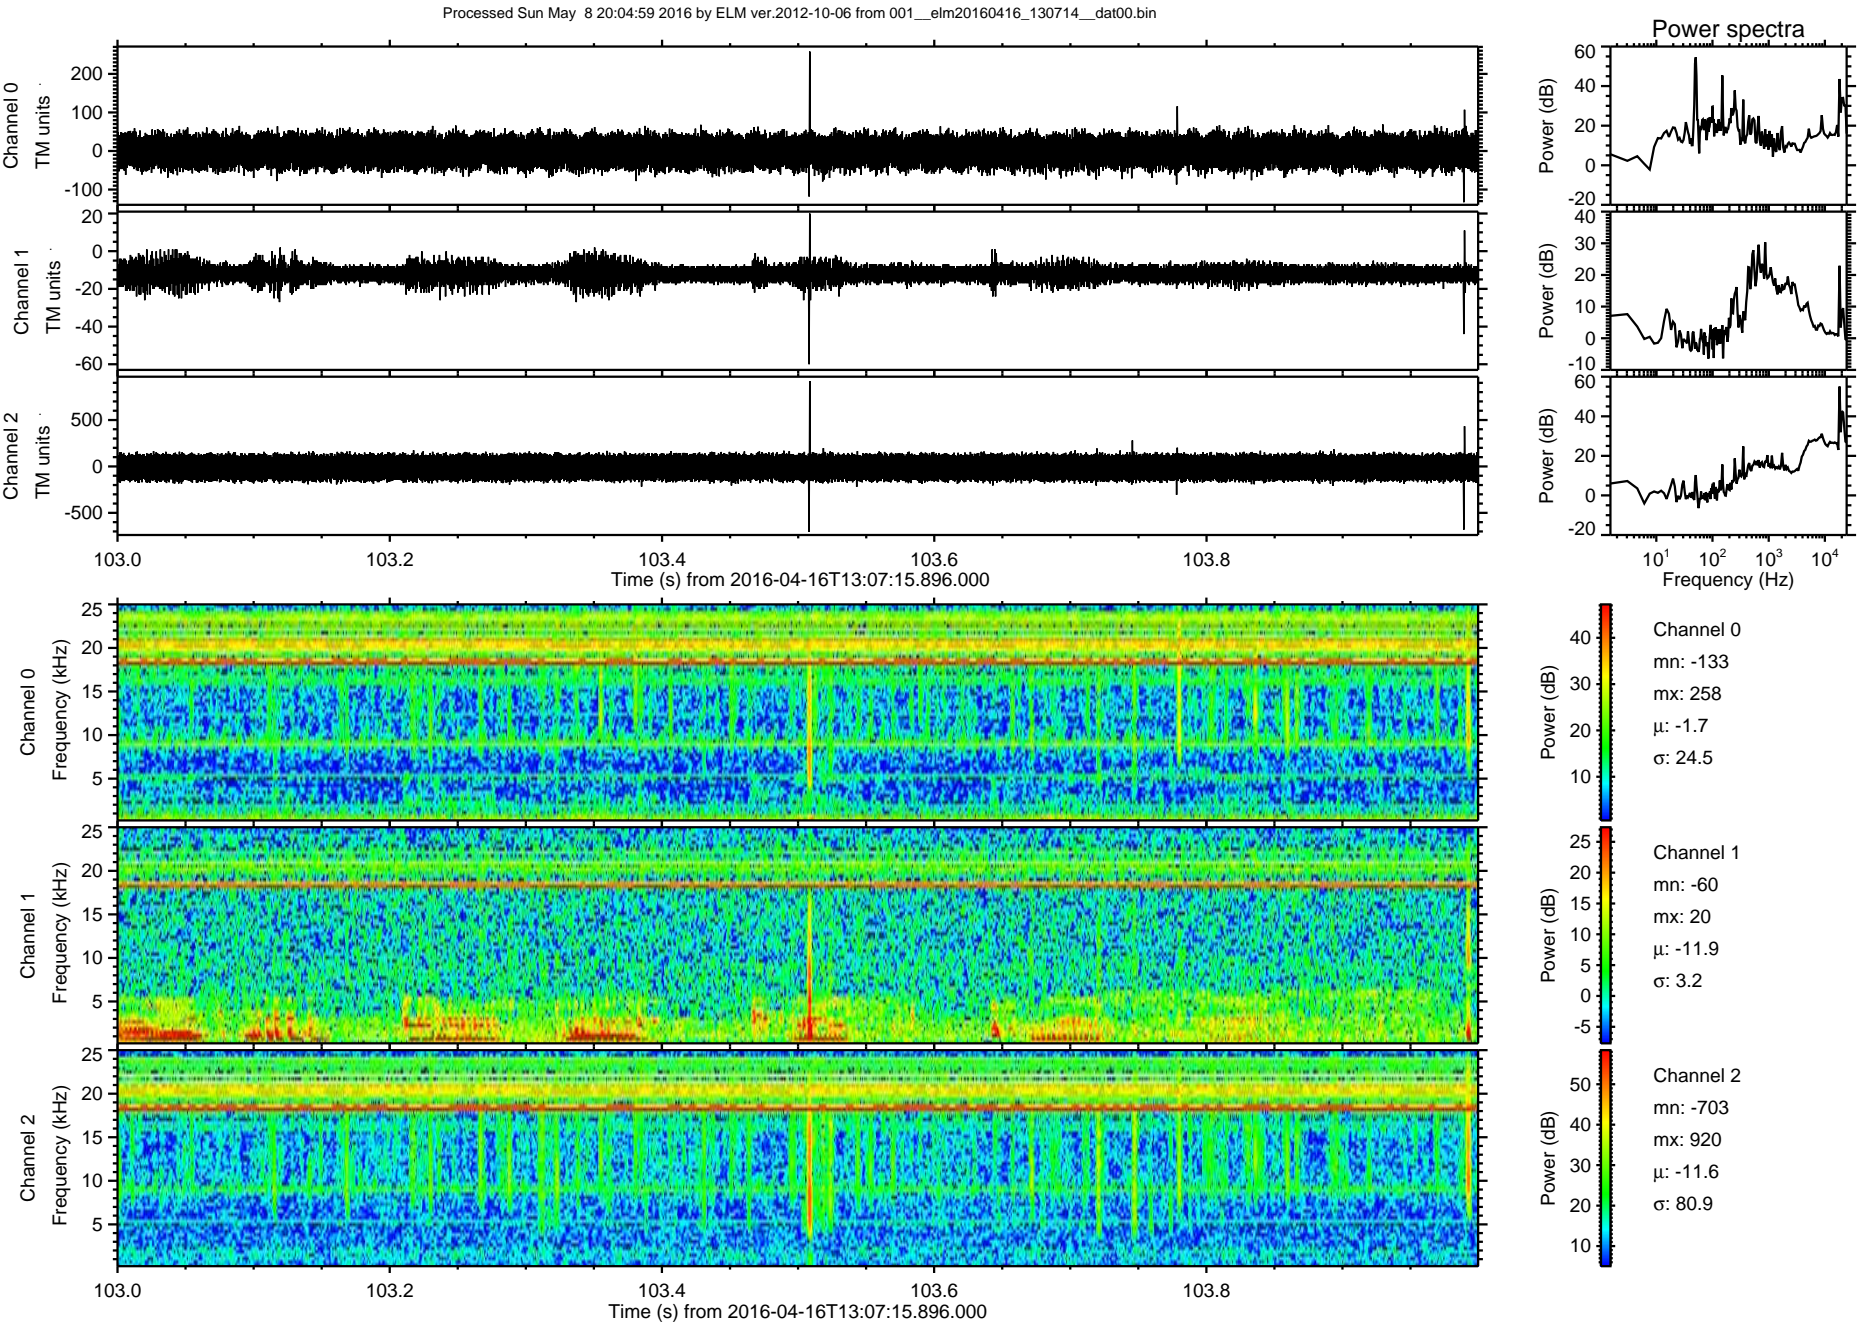 Processed Sun May  8 20:04:59 2016 by ELM ver.2012-10-06 from 001__elm20160416_130714__dat00.bin
Power spectra
Channel 0
TM units
200
100
0
-100
Power (dB)
60
40
20
0
-20
Channel 1
TM units
20
0
-20
-40
-60
Power (dB)
40
30
20
10
0
-10
Channel 2
TM units
500
0
-500
Power (dB)
60
40
20
0
-20
103.0 103.2 103.4 103.6 103.8
Time (s) from 2016-04-16T13:07:15.896.000
10¹ 10² 10³ 10⁴
Frequency (Hz)
Channel 0
Frequency (kHz)
25
20
15
10
5
Power (dB)
40
30
20
10
Channel 0
mn: -133
mx: 258
μ: -1.7
σ: 24.5
Channel 1
Frequency (kHz)
25
20
15
10
5
Power (dB)
25
20
15
10
5
0
-5
Channel 1
mn: -60
mx: 20
μ: -11.9
σ: 3.2
Channel 2
Frequency (kHz)
25
20
15
10
5
Power (dB)
50
40
30
20
10
Channel 2
mn: -703
mx: 920
μ: -11.6
σ: 80.9
103.0 103.2 103.4 103.6 103.8
Time (s) from 2016-04-16T13:07:15.896.000